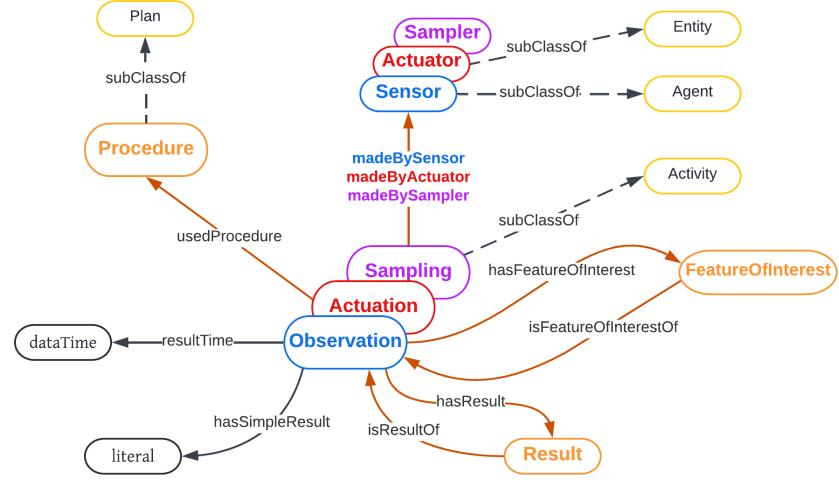 Plan
Sampler
Entity
subClassOf
Actuator
subClassOf
Sensor
subClassOf
Agent
Procedure
madeBySensor
madeByActuator
madeBySampler
Activity
subClassOf
usedProcedure
Sampling
hasFeatureOfInterest
FeatureOfInterest
Actuation
isFeatureOfInterestOf
dataTime
resultTime
Observation
hasResult
hasSimpleResult
isResultOf
literal
Result